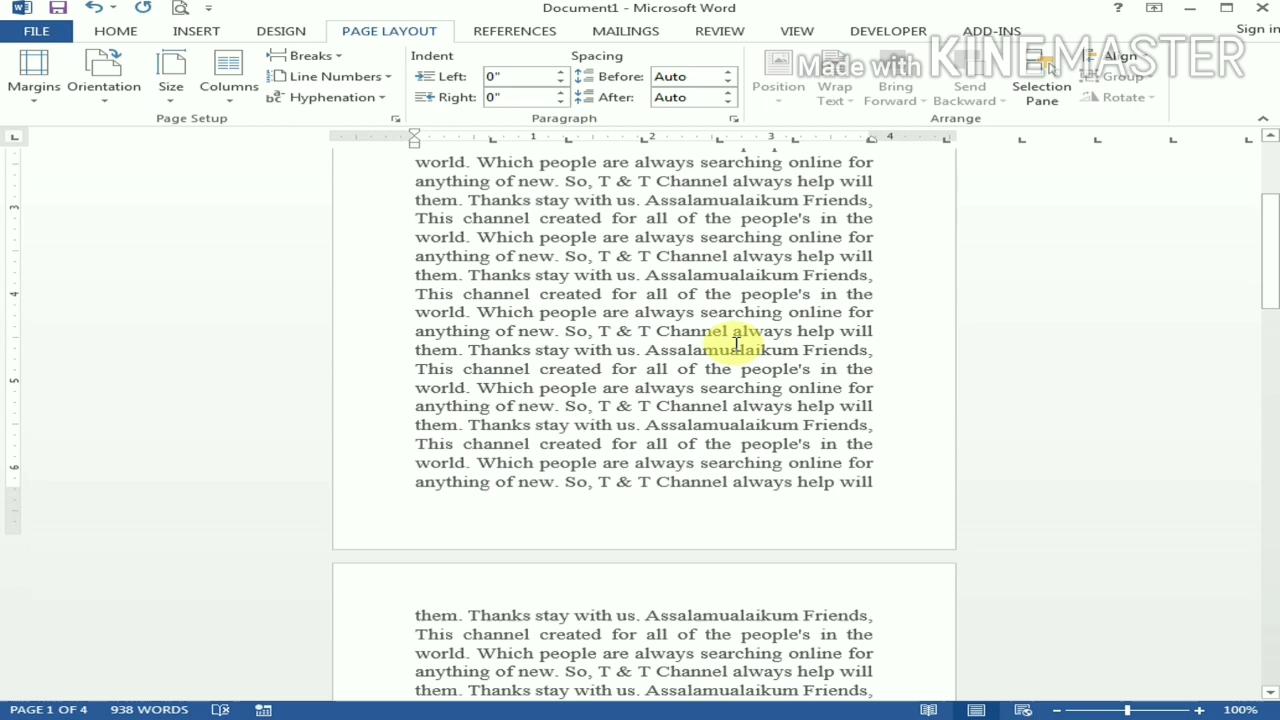 Document1 - Microsoft Word
?
FILE HOME INSERT DESIGN PAGE LAYOUT REFERENCES MAILINGS REVIEW VIEW DEVELOPER ADD-INS Sign in
Made with KINEMASTER
Margins Orientation Size Columns
Breaks
Line Numbers
Hyphenation
Page Setup
Indent Spacing
Left: 0" Before: Auto
Right: 0" After: Auto
Paragraph
Position Wrap Text Bring Forward Send Backward Selection Pane
Align
Group
Rotate
Arrange
1 2 3 4
3
4
5
6
world. Which people are always searching online for
anything of new. So, T & T Channel always help will
them. Thanks stay with us. Assalamualaikum Friends,
This channel created for all of the people's in the
world. Which people are always searching online for
anything of new. So, T & T Channel always help will
them. Thanks stay with us. Assalamualaikum Friends,
This channel created for all of the people's in the
world. Which people are always searching online for
anything of new. So, T & T Channel always help will
them. Thanks stay with us. Assalamualaikum Friends,
This channel created for all of the people's in the
world. Which people are always searching online for
anything of new. So, T & T Channel always help will
them. Thanks stay with us. Assalamualaikum Friends,
This channel created for all of the people's in the
world. Which people are always searching online for
anything of new. So, T & T Channel always help will
them. Thanks stay with us. Assalamualaikum Friends,
This channel created for all of the people's in the
world. Which people are always searching online for
anything of new. So, T & T Channel always help will
them. Thanks stay with us. Assalamualaikum Friends,
PAGE 1 OF 4 938 WORDS 100%